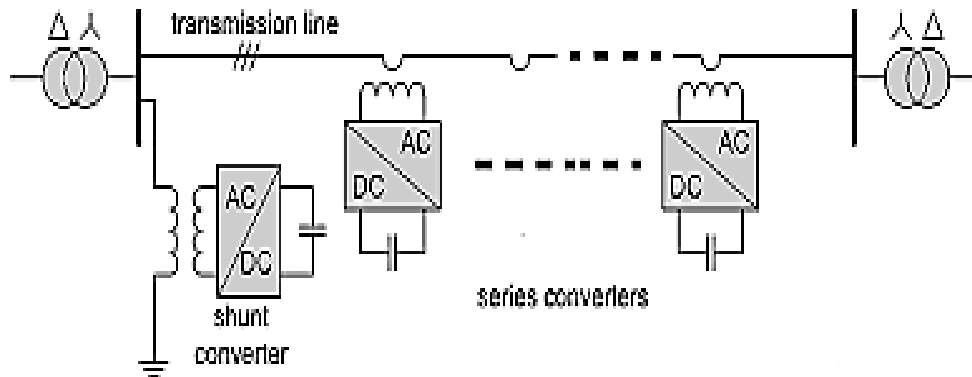 Δ
Δ
transmission line
AC
DC
AC
DC
AC
DC
series converters
shunt
converter